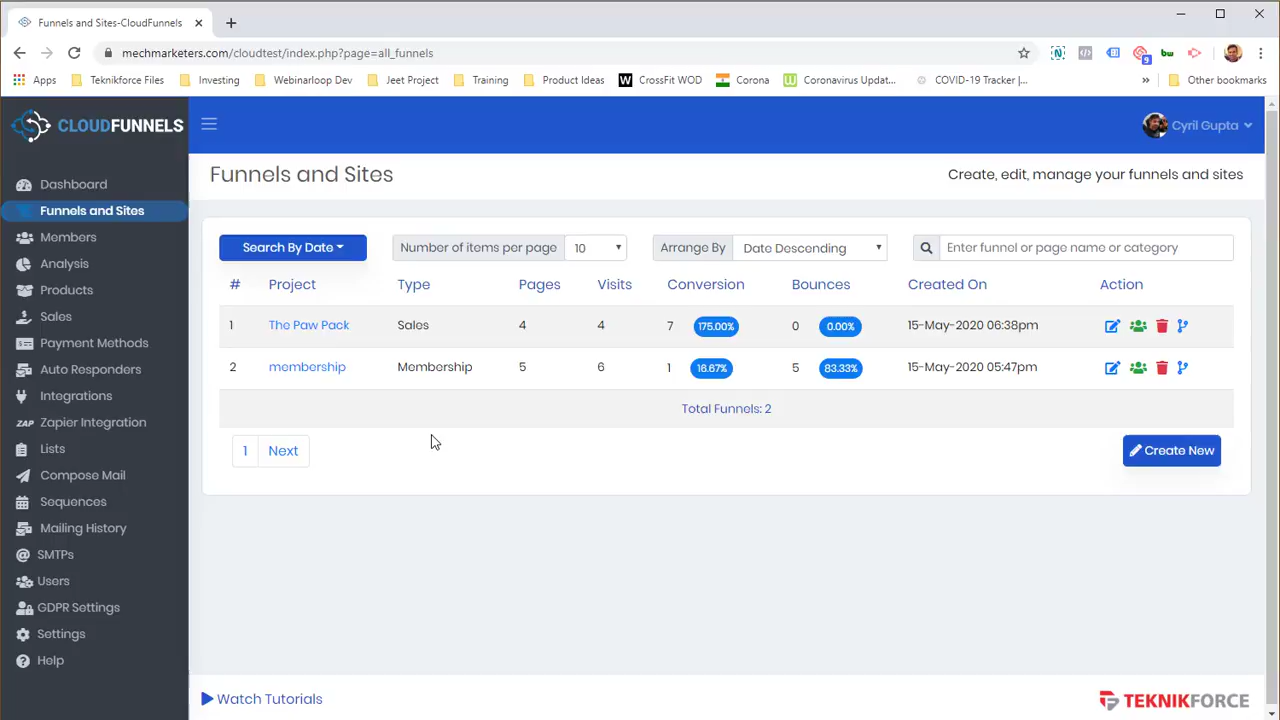 Funnels and Sites-CloudFunnels
mechmarketers.com/cloudtest/index.php?page=all_funnels
9
Apps Teknikforce Files Investing Webinarloop Dev Jeet Project Training Product Ideas W CrossFit WOD Corona Coronavirus Updat... COVID-19 Tracker |... » Other bookmarks
CLOUDFUNNELS
Cyril Gupta
Funnels and Sites
Create, edit, manage your funnels and sites
Dashboard
Funnels and Sites
Members
Analysis
Products
Sales
Payment Methods
Auto Responders
Integrations
ZAP Zapier Integration
Lists
Compose Mail
Sequences
Mailing History
SMTPs
Users
GDPR Settings
Settings
Help
Search By Date
Number of items per page 10
Arrange By Date Descending
Enter funnel or page name or category
# Project Type Pages Visits Conversion Bounces Created On Action
1 The Paw Pack Sales 4 4 7 175.00% 0 0.00% 15-May-2020 06:38pm
2 membership Membership 5 6 1 16.67% 5 83.33% 15-May-2020 05:47pm
Total Funnels: 2
1 Next
Create New
Watch Tutorials
TEKNIKFORCE